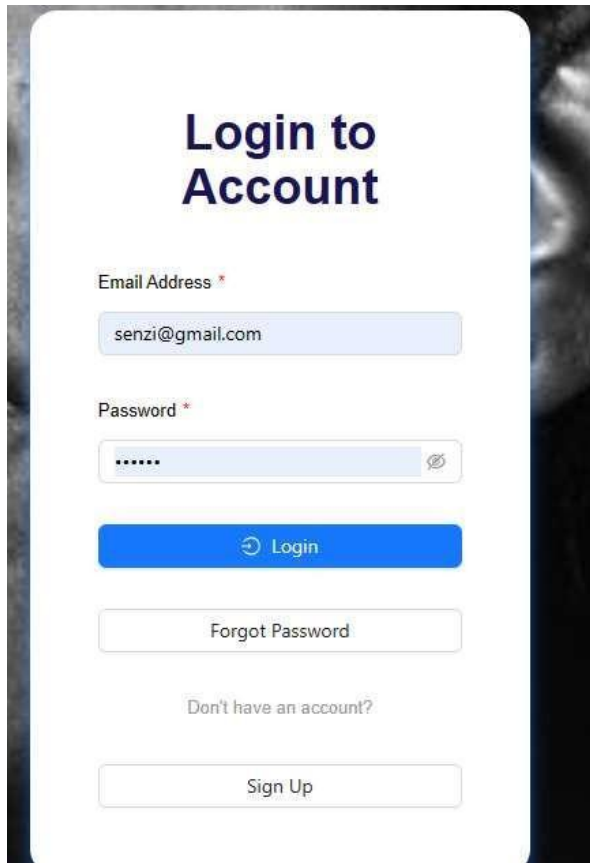 Login to
Account
Email Address *
senzi@gmail.com
Password *
••••••
Login
Forgot Password
Don't have an account?
Sign Up